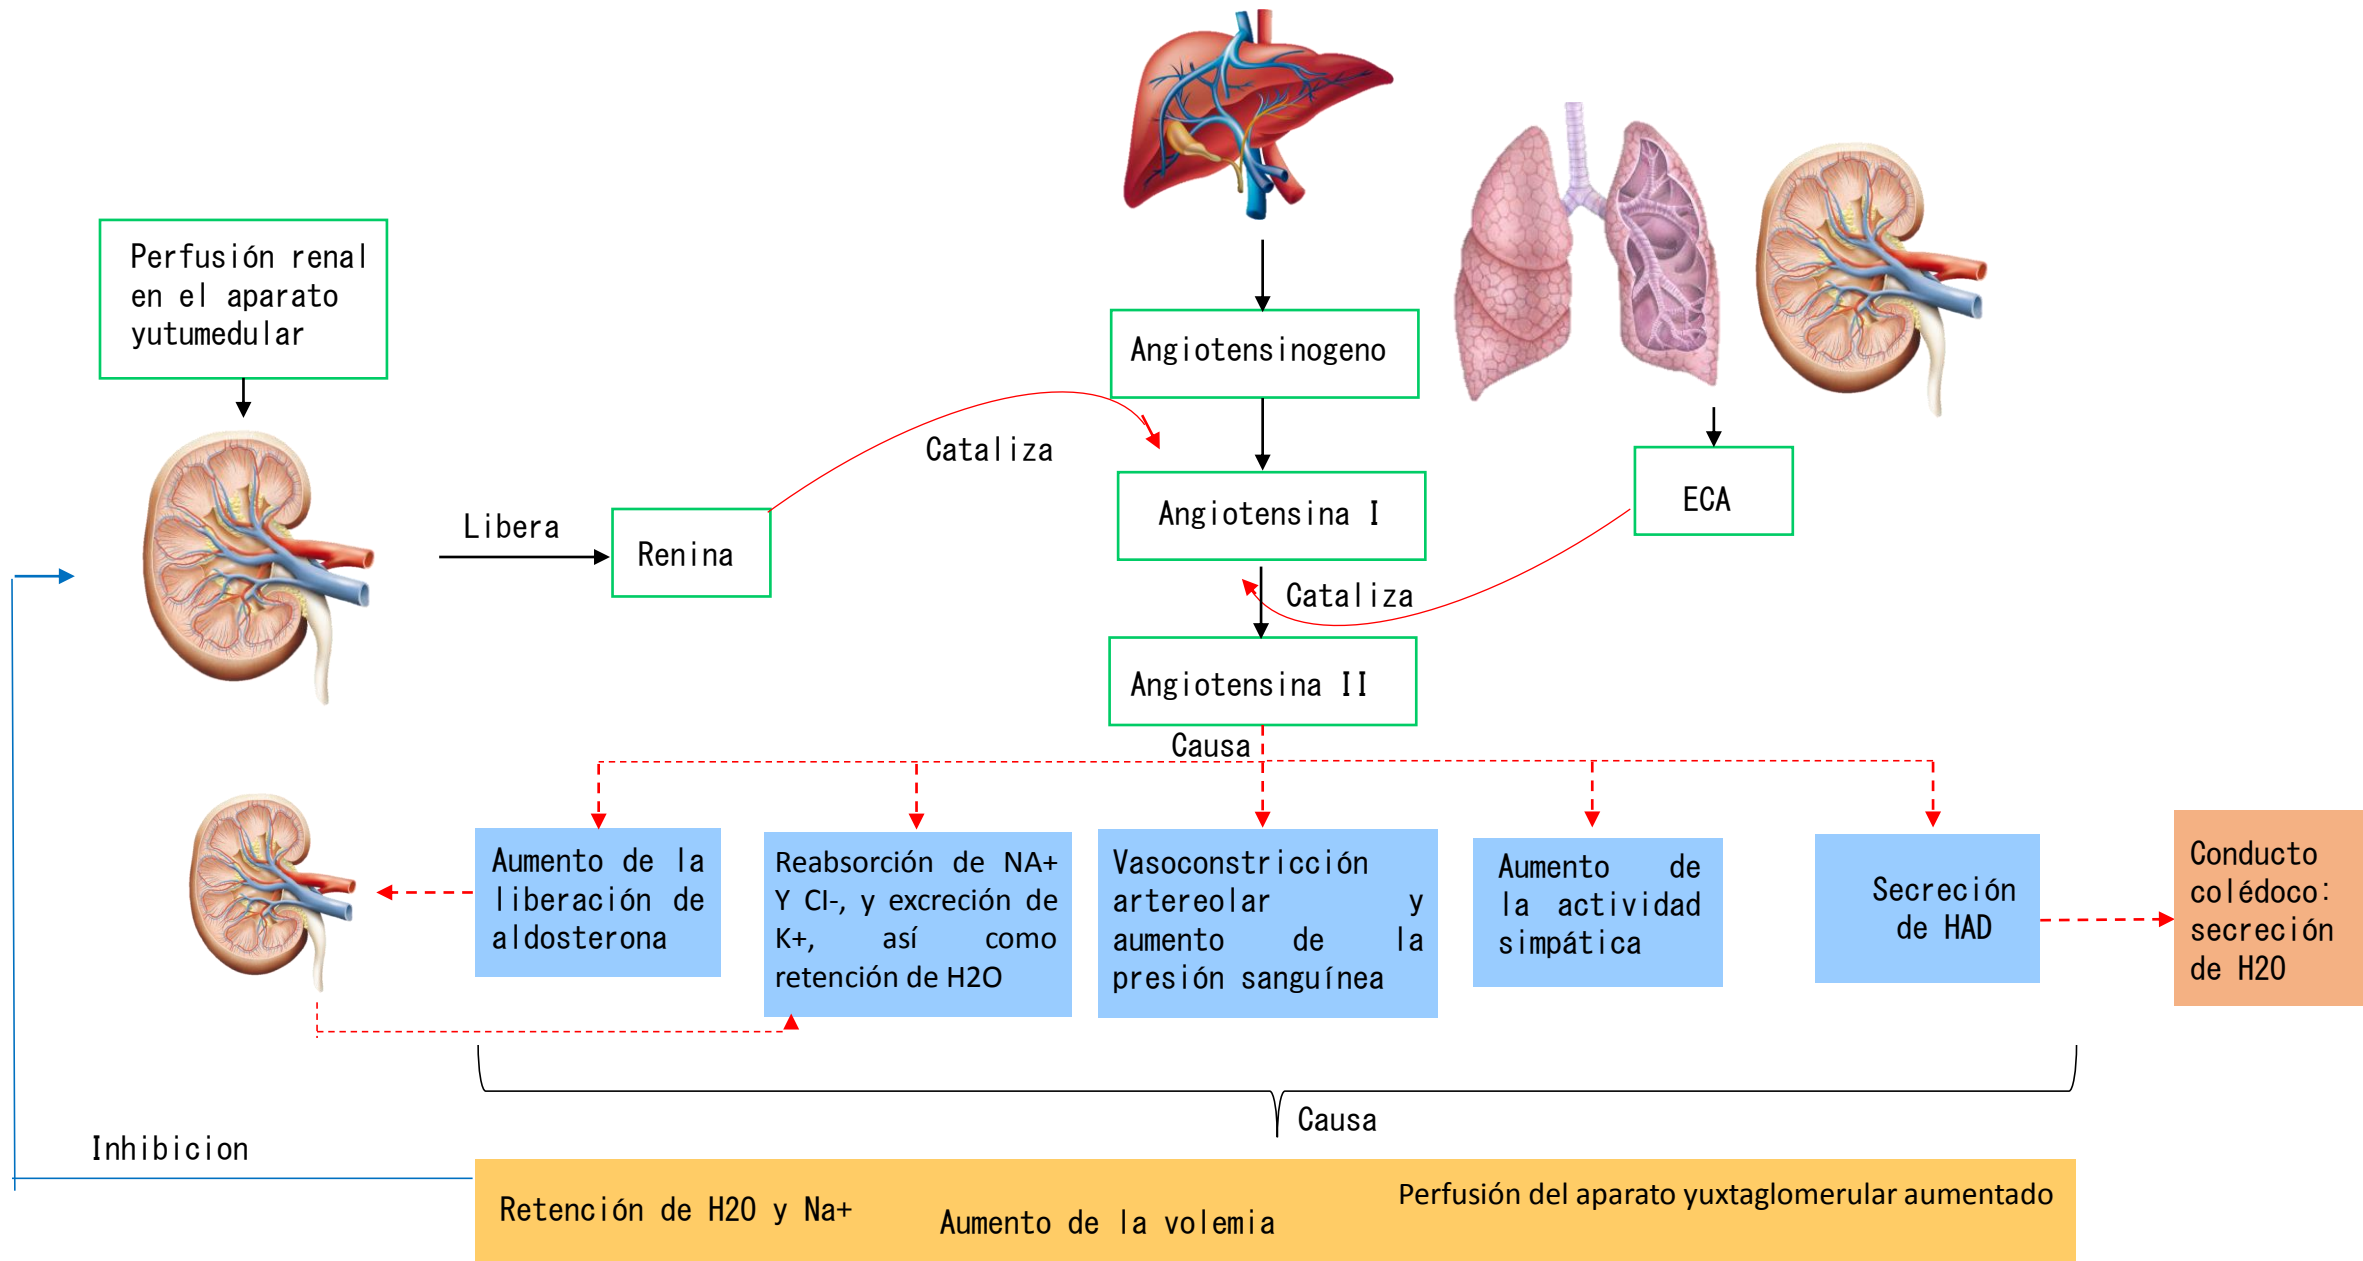 Perfusión renal
en el aparato
yutumedular
Angiotensinogeno
Cataliza
ECA
Libera
Renina
Angiotensina I
Cataliza
Angiotensina II
Causa
Aumento de la
liberación de
aldosterona
Reabsorción de NA+
Y Cl-, y excreción de
K+, así como
retención de H2O
Vasoconstricción
artereolar y
aumento de la
presión sanguínea
Aumento de
la actividad
simpática
Secreción
de HAD
Conducto
colédoco:
secreción
de H2O
Causa
Inhibicion
Retención de H2O y Na+
Aumento de la volemia
Perfusión del aparato yuxtaglomerular aumentado